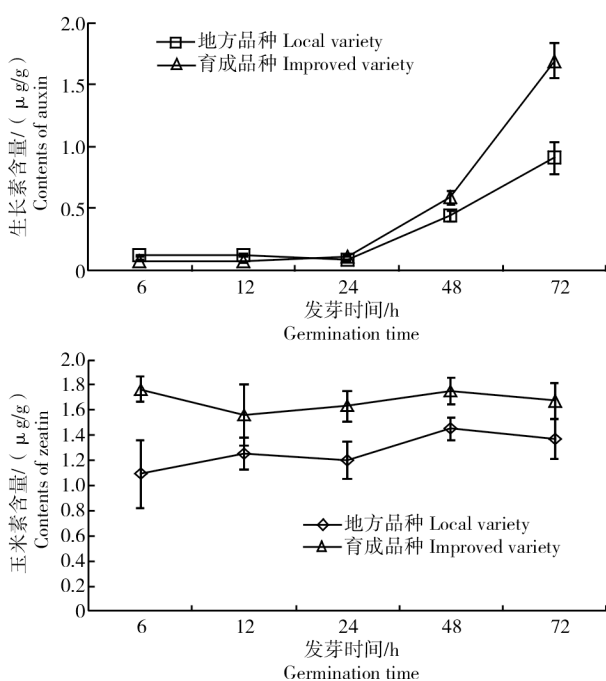 2.0
1.5
1.0
0.5
0
生长素含量/（μg/g）
Contents of auxin
地方品种 Local variety
育成品种 Improved variety
6 12 24 48 72
发芽时间/h
Germination time
2.0
1.8
1.6
1.4
1.2
1.0
0.8
0.6
0.4
0.2
0
玉米素含量/（μg/g）
Contents of zeatin
地方品种 Local variety
育成品种 Improved variety
6 12 24 48 72
发芽时间/h
Germination time